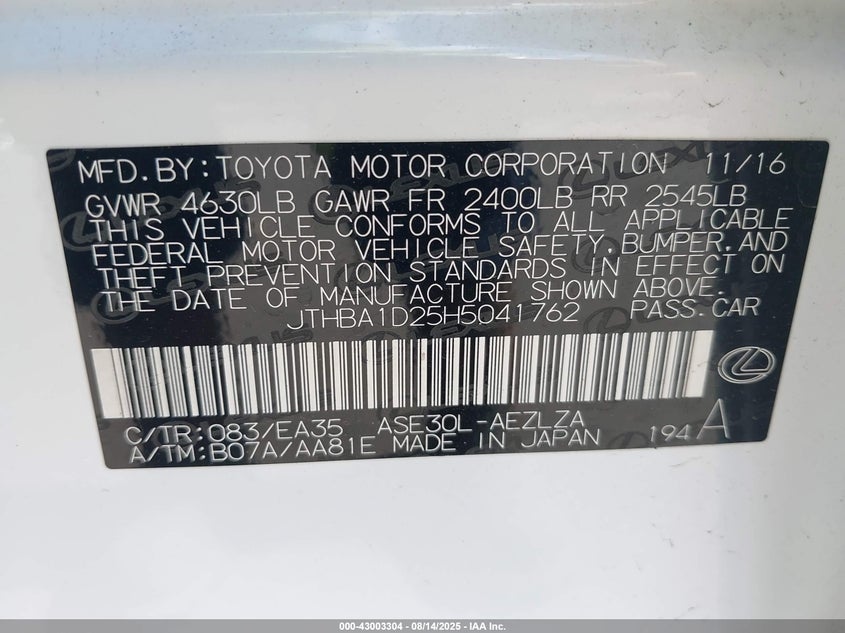 MFD.BY:TOYOTA MOTOR CORPORATION 11/16
GVWR 4630LB GAWR FR 2400LB RR 2545LB
THIS VEHICLE CONFORMS TO ALL APPLICABLE
FEDERAL MOTOR VEHICLE SAFETY,BUMPER,AND
THEFT PREVENTION STANDARDS IN EFFECT ON
THE DATE OF MANUFACTURE SHOWN ABOVE.
JTHBA1D25H5041762 PASS.CAR
C/TR:083/EA35 ASE30L-AEZLZA
A/TM:B07A/AA81E MADE IN JAPAN 194A
000-43003304 - 08/14/2025 - IAA Inc.